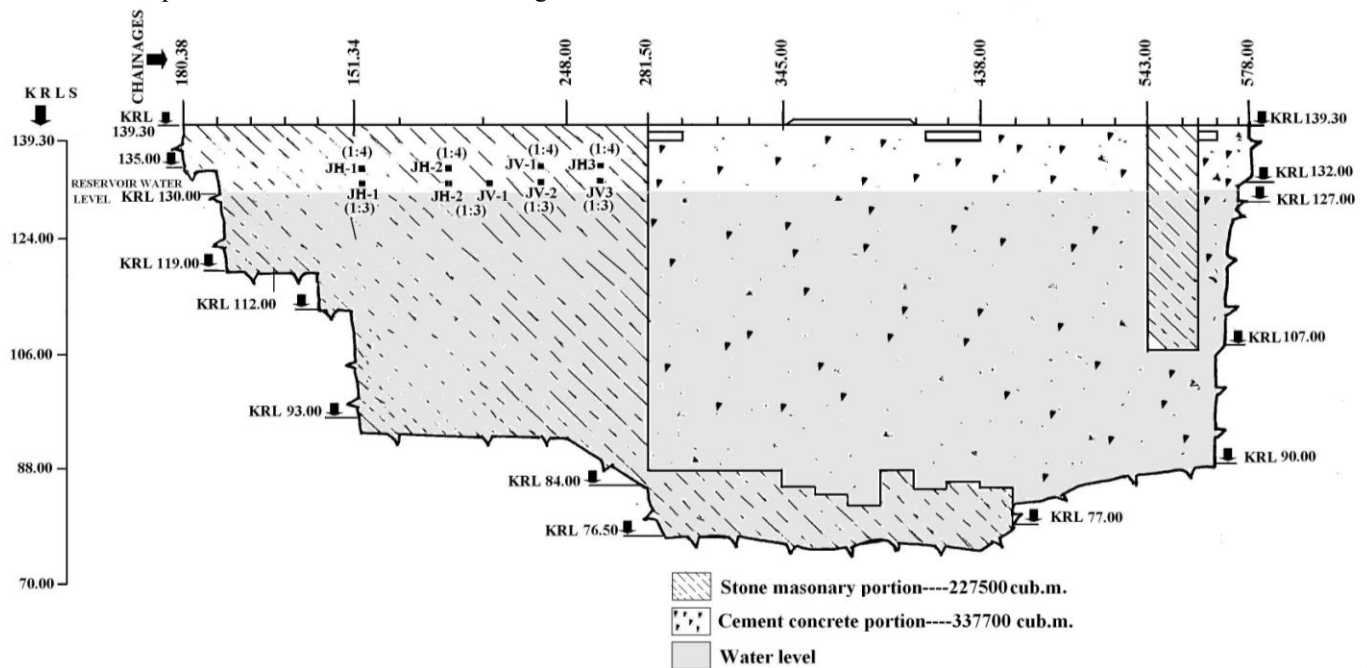 CHAINAGES
180.38
151.34
248.00
281.50
345.00
438.00
543.00
578.00
KRLS
KRL
139.30
139.30
KRL 139.30
135.00
(1:4) (1:4) (1:4) (1:4)
JH-1 JH-2 JV-1 JH3
KRL 132.00
RESERVOIR WATER
LEVEL KRL 130.00
JH-1 JH-2 JV-1 JV-2 JV3
(1:3) (1:3) (1:3) (1:3)
KRL 127.00
124.00
KRL 119.00
KRL 112.00
KRL 107.00
106.00
KRL 93.00
KRL 90.00
88.00
KRL 84.00
KRL 76.50
KRL 77.00
70.00
Stone masonary portion----227500 cub.m.
Cement concrete portion----337700 cub.m.
Water level